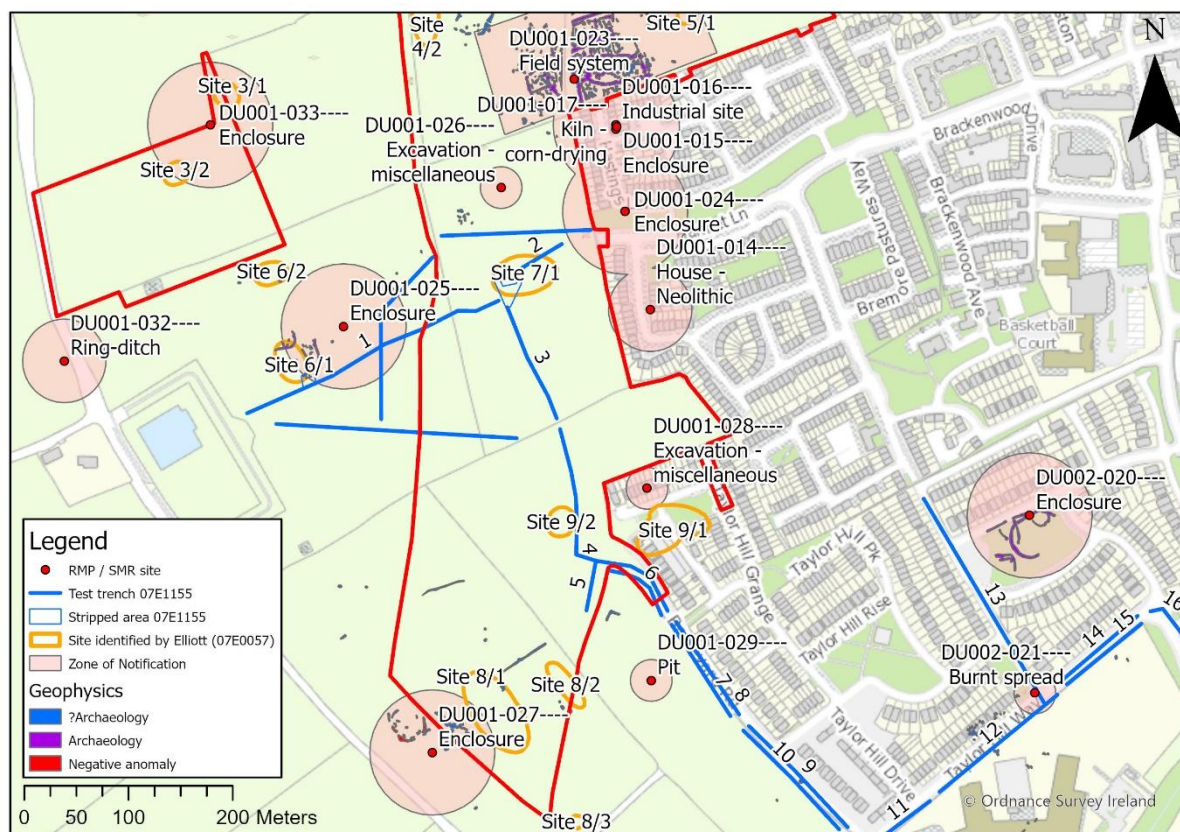 Site
4/2
Site 5/1
DU001-023----
Field system
N
Site 3/1
DU001-033----
Enclosure
DU001-016----
Industrial site
DU001-017----
Kiln -
corn-drying
DU001-026----
Excavation -
miscellaneous
DU001-015----
Enclosure
Hastings
Brackenwood
Drive
Site 3/2
DU001-024----
Enclosure
Ln
ore Pastures Way
Brackenwood Ave
DU001-014----
House -
Neolithic
2
Site 7/1
Site 6/2
DU001-025----
Enclosure
Brem
DU001-032----
Ring-ditch
1
3
Site 6/1
Basketball
Court
DU001-028----
Excavation -
miscellaneous
DU002-020----
Enclosure
Taylor Hill Grange
Taylor Hill Pk
Taylor Hill Rise
Site 9/2
Site 9/1
4
5
6
13
14
15
16
DU001-029----
Pit
DU002-021----
Burnt spread
Site 8/1
Site 8/2
7
8
DU001-027----
Enclosure
Taylor Hill Way
Taylor Hill Drive
10
9
12
11
Site 8/3
Legend
RMP / SMR site
Test trench 07E1155
Stripped area 07E1155
Site identified by Elliott (07E0057)
Zone of Notification
Geophysics
?Archaeology
Archaeology
Negative anomaly
0 50 100 200 Meters
© Ordnance Survey Ireland